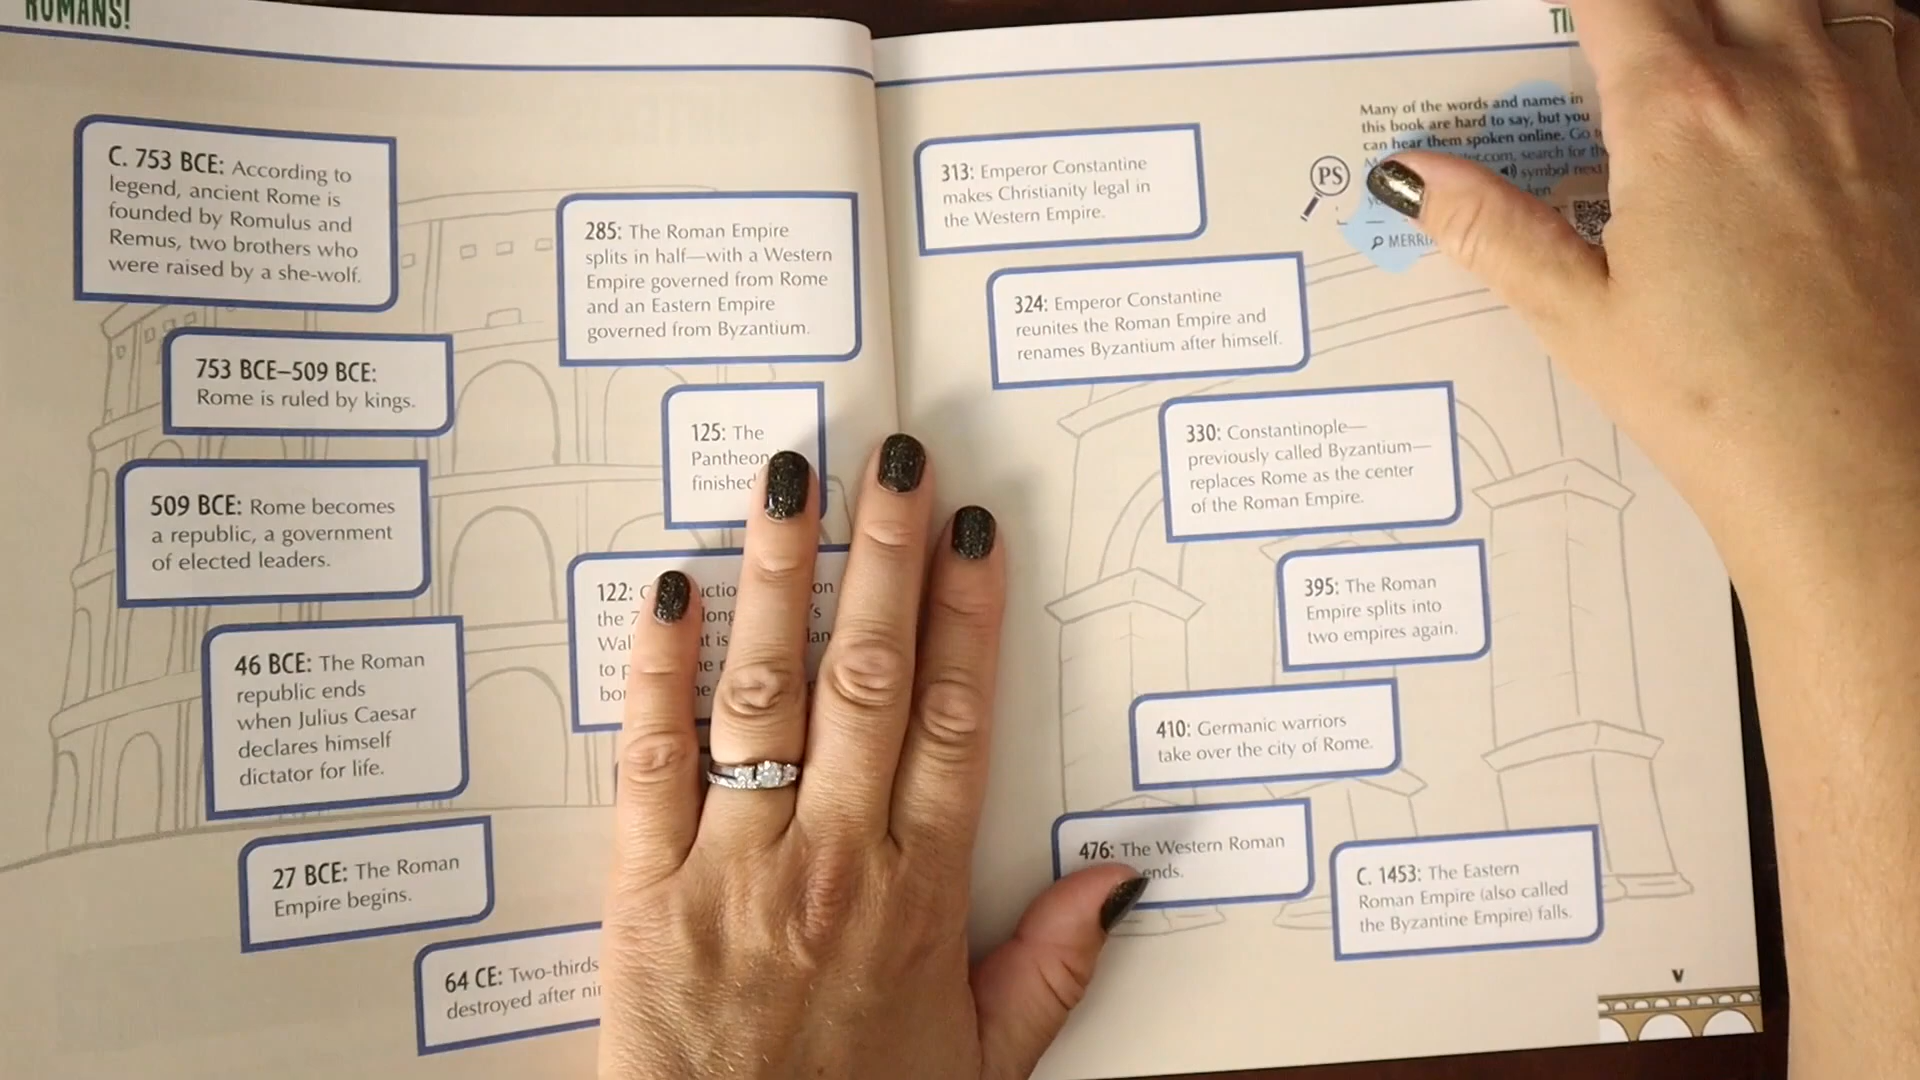 ROMANS!
C. 753 BCE: According to
legend, ancient Rome is
founded by Romulus and
Remus, two brothers who
were raised by a she-wolf.
753 BCE–509 BCE:
Rome is ruled by kings.
509 BCE: Rome becomes
a republic, a government
of elected leaders.
46 BCE: The Roman
republic ends
when Julius Caesar
declares himself
dictator for life.
27 BCE: The Roman
Empire begins.
64 CE: Two-thirds
destroyed after
285: The Roman Empire
splits in half—with a Western
Empire governed from Rome
and an Eastern Empire
governed from Byzantium.
125: The
Pantheon
finished
122:
on
the
to
313: Emperor Constantine
makes Christianity legal in
the Western Empire.
324: Emperor Constantine
reunites the Roman Empire and
renames Byzantium after himself.
330: Constantinople—
previously called Byzantium—
replaces Rome as the center
of the Roman Empire.
395: The Roman
Empire splits into
two empires again.
410: Germanic warriors
take over the city of Rome.
476: The Western Roman
ends.
C. 1453: The Eastern
Roman Empire (also called
the Byzantine Empire) falls.
Many of the words and names in
this book are hard to say, but you
can hear them spoken online. Go
search for
symbol next
PS
V